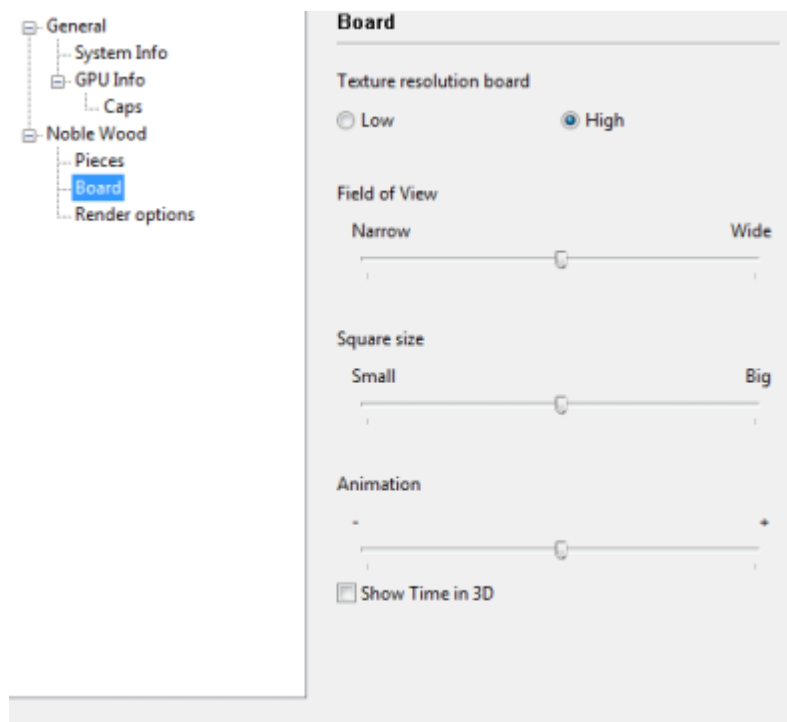 General
System Info
GPU Info
Caps
Noble Wood
Pieces
Board
Render options
Board
Texture resolution board
Low High
Field of View
Narrow Wide
Square size
Small Big
Animation
- +
Show Time in 3D